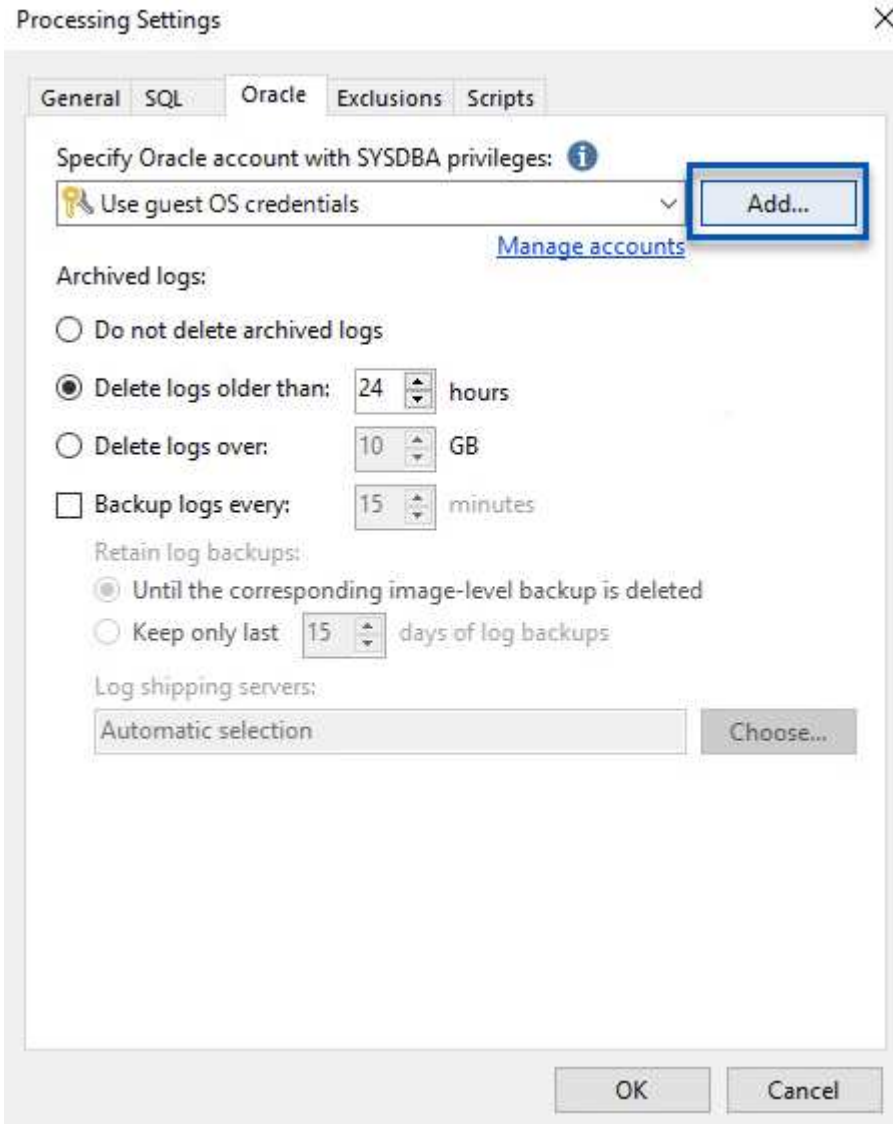 Processing Settings
General SQL Oracle Exclusions Scripts
Specify Oracle account with SYSDBA privileges:
Use guest OS credentials Add...
Manage accounts
Archived logs:
Do not delete archived logs
Delete logs older than: 24 hours
Delete logs over: 10 GB
Backup logs every: 15 minutes
Retain log backups:
Until the corresponding image-level backup is deleted
Keep only last 15 days of log backups
Log shipping servers:
Automatic selection Choose...
OK Cancel